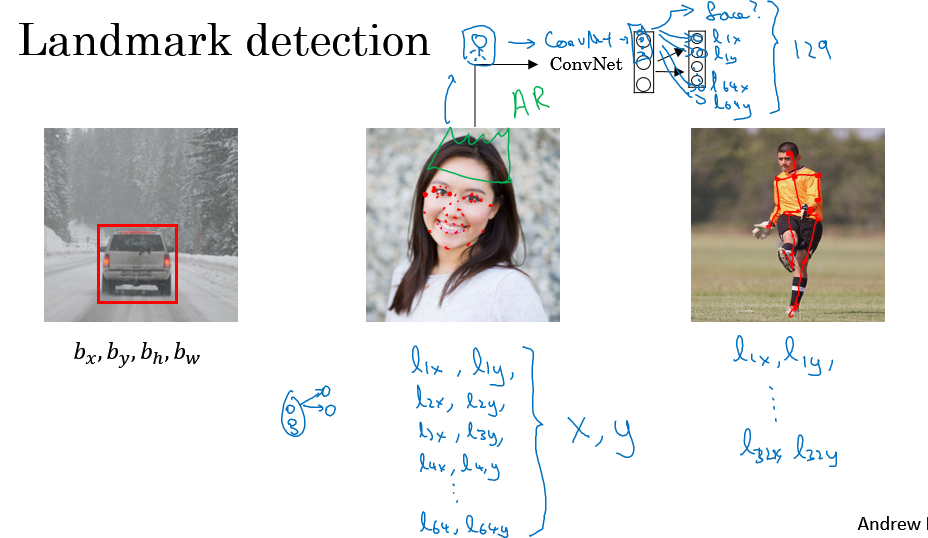 Landmark detection
ConvNet → face?
ConvNet
l1x
l1y
l64x
l64y
129
AR
bx, by, bh, bw
l1x, l1y,
l2x, l2y,
l3x, l3y,
l4x, l4,y
⋮
l64, l64y
x, y
l1x, l1y,
⋮
l32x, l32y
Andrew